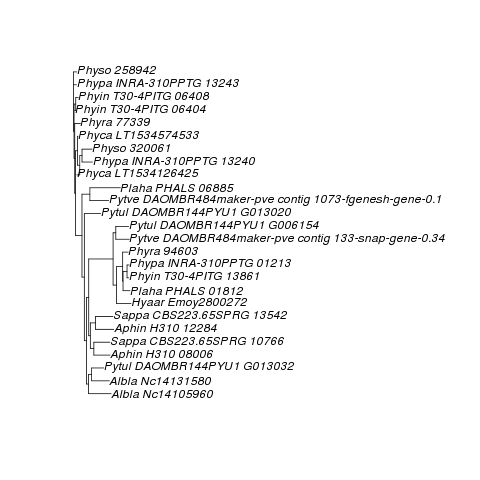 Physo 258942
Phypa INRA-310PPTG 13243
Phyin T30-4PITG 06408
Phyin T30-4PITG 06404
Phyra 77339
Phyca LT1534574533
Physo 320061
Phypa INRA-310PPTG 13240
Phyca LT1534126425
Plaha PHALS 06885
Pytve DAOMBR484maker-pve contig 1073-fgenesh-gene-0.1
Pytul DAOMBR144PYU1 G013020
Pytul DAOMBR144PYU1 G006154
Pytve DAOMBR484maker-pve contig 133-snap-gene-0.34
Phyra 94603
Phypa INRA-310PPTG 01213
Phyin T30-4PITG 13861
Plaha PHALS 01812
Hyaar Emoy2800272
Sappa CBS223.65SPRG 13542
Aphin H310 12284
Sappa CBS223.65SPRG 10766
Aphin H310 08006
Pytul DAOMBR144PYU1 G013032
Albla Nc14131580
Albla Nc14105960